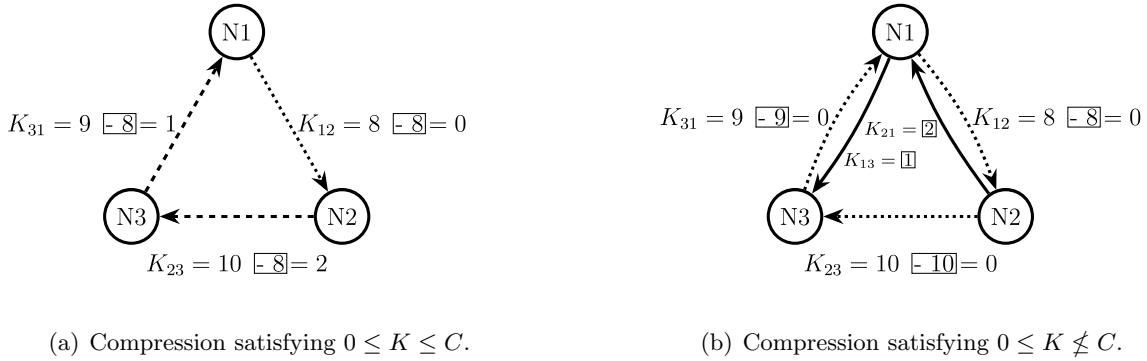 N1
K₃₁ = 9 - 8 = 1
K₁₂ = 8 - 8 = 0
N3
N2
K₂₃ = 10 - 8 = 2
(a) Compression satisfying 0 ≤ K ≤ C.
N1
K₃₁ = 9 - 9 = 0
K₁₂ = 8 - 8 = 0
K₂₁ = 2
K₁₃ = 1
N3
N2
K₂₃ = 10 - 10 = 0
(b) Compression satisfying 0 ≤ K ≰ C.